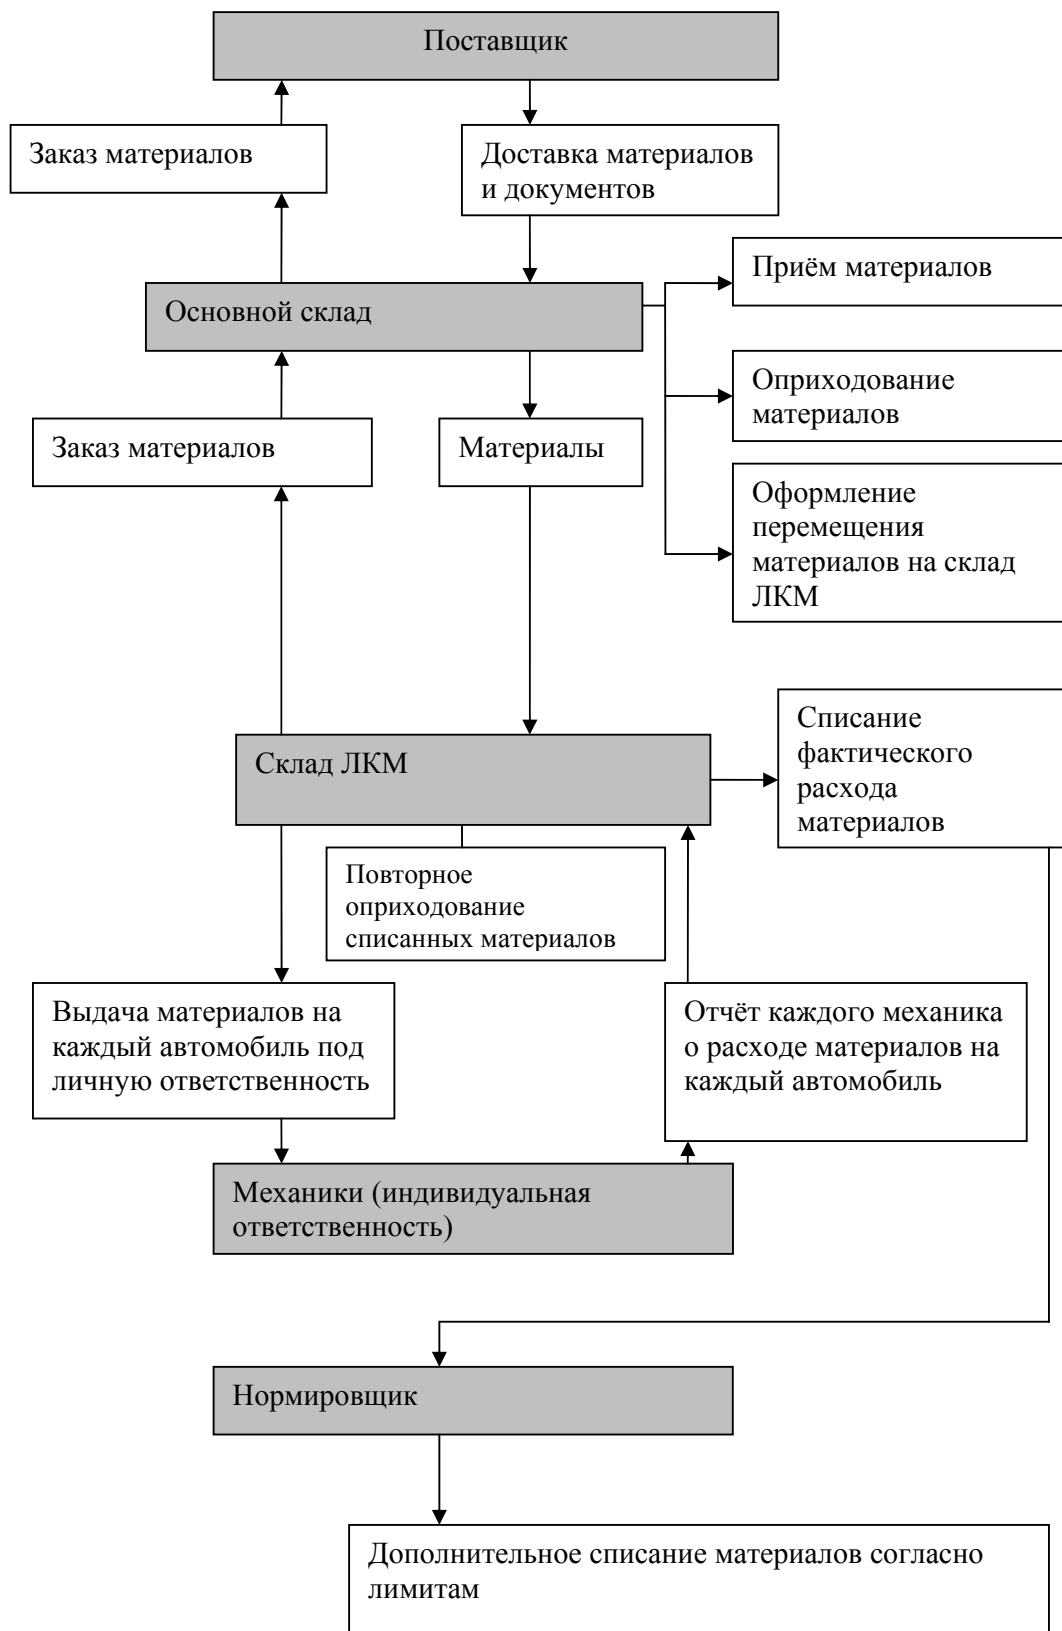 Поставщик
Заказ материалов
Доставка материалов
и документов
Приём материалов
Основной склад
Оприходование
материалов
Заказ материалов
Материалы
Оформление
перемещения
материалов на склад
ЛКМ
Списание
фактического
расхода
материалов
Склад ЛКМ
Повторное
оприходование
списанных материалов
Выдача материалов на
каждый автомобиль под
личную ответственность
Отчёт каждого механика
о расходе материалов на
каждый автомобиль
Механики (индивидуальная
ответственность)
Нормировщик
Дополнительное списание материалов согласно
лимитам